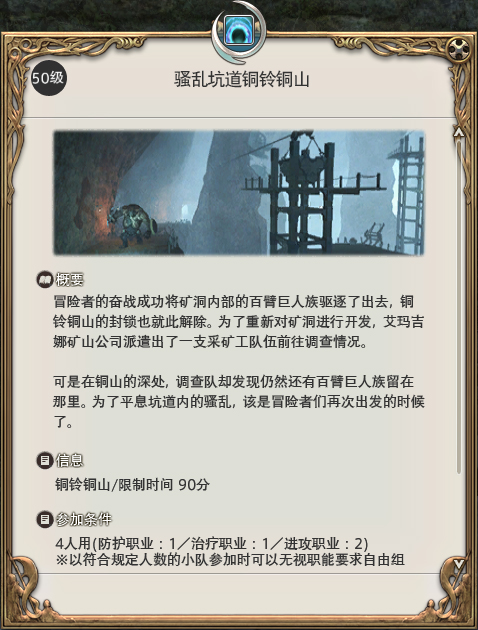 50级
骚乱坑道铜铃铜山
概要
冒险者的奋战成功将矿洞内部的百臂巨人族驱逐了出去，铜
铃铜山的封锁也就此解除。为了重新对矿洞进行开发，艾玛吉
娜矿山公司派遣出了一支采矿工队伍前往调查情况。
可是在铜山的深处，调查队却发现仍然还有百臂巨人族留在
那里。为了平息坑道内的骚乱，该是冒险者们再次出发的时候
了。
信息
铜铃铜山/限制时间 90分
参加条件
4人用(防护职业：1／治疗职业：1／进攻职业：2)
※以符合规定人数的小队参加时可以无视职能要求自由组